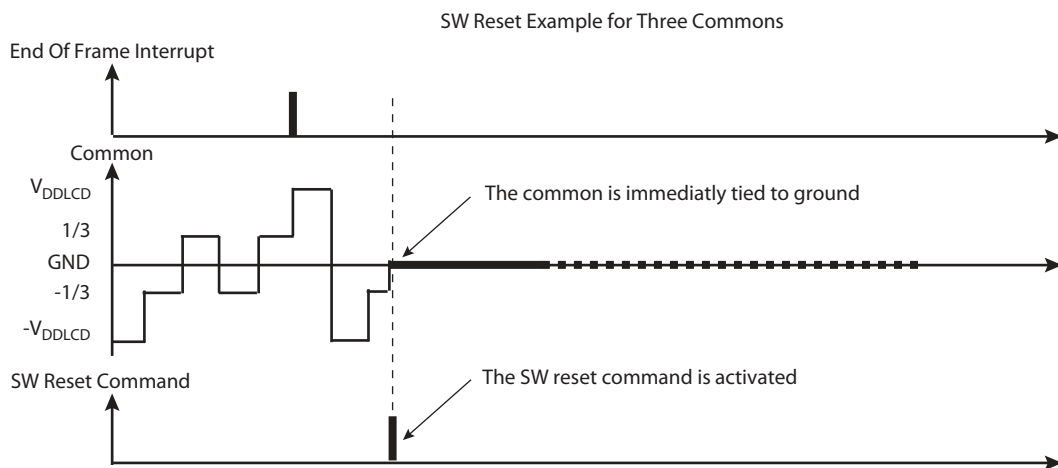 SW Reset Example for Three Commons
End Of Frame Interrupt
Common
VDDLCD
The common is immediatly tied to ground
1/3
GND
-1/3
-VDDLCD
SW Reset Command
The SW reset command is activated